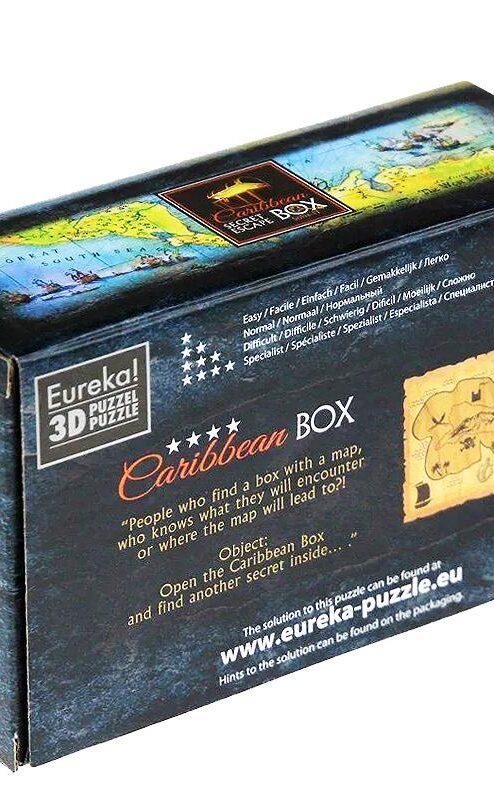 Caribbean
SECRET
ESCAPE BOX
GREAT
SOUTH SEA
Easy / Facile / Einfach / Facil / Gemakkelijk / Легко
Normal / Normaal / Нормальный
Difficult / Difficile / Schwierig / Dificil / Moeilijk / Сложно
Specialist / Spécialiste / Spezialist / Especialista / Специалист
Eureka!
3D PUZZEL
PUZZLE
Caribbean BOX
"People who find a box with a map,
who knows what they will encounter
or where the map will lead to?!
Object:
Open the Caribbean Box
and find another secret inside... ."
The solution to this puzzle can be found at
www.eureka-puzzle.eu
Hints to the solution can be found on the packaging.